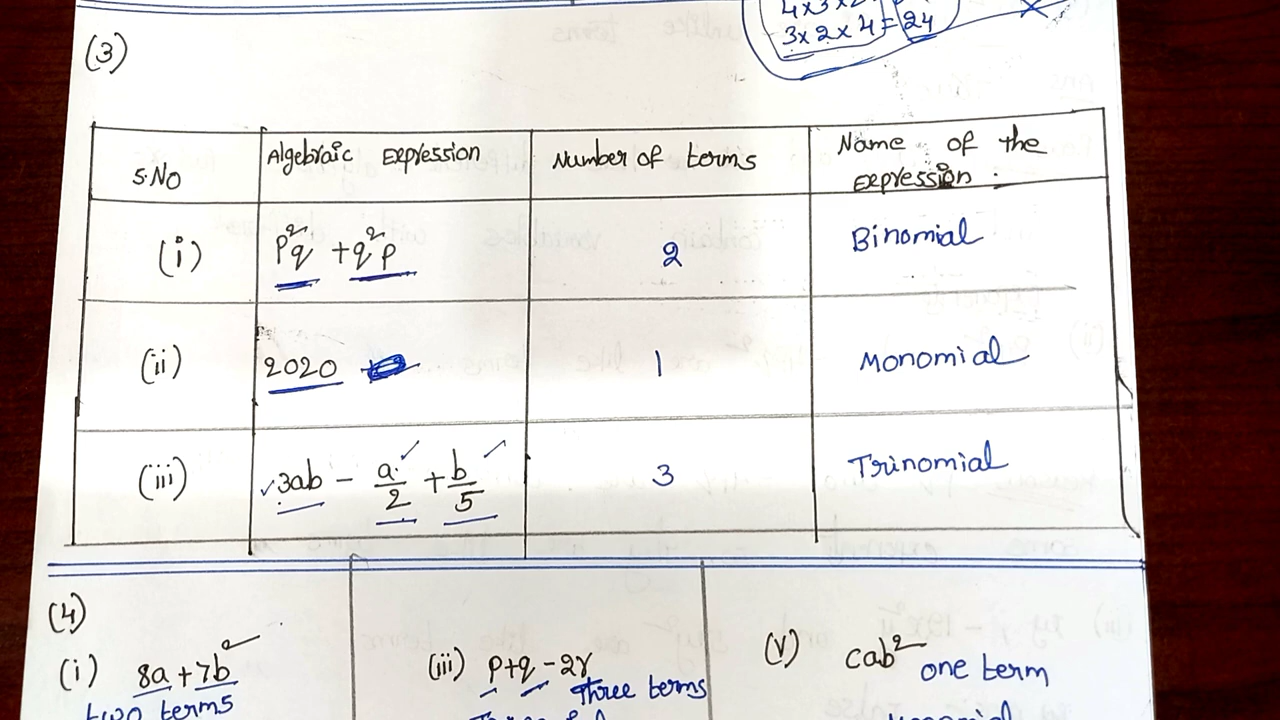 4x3x2
3x2x4=24
(3)
S.NO | Algebraic Expression | Number of terms | Name of the Expression.
(i) | p²q + q²p | 2 | Binomial
(ii) | 2020 | 1 | Monomial
(iii) | 3ab - a/2 + b/5 | 3 | Trinomial
(4)
(i) 8a + 7b²
two terms
(iii) p+q-2r
Three terms
(v) cab² one term
Monomial